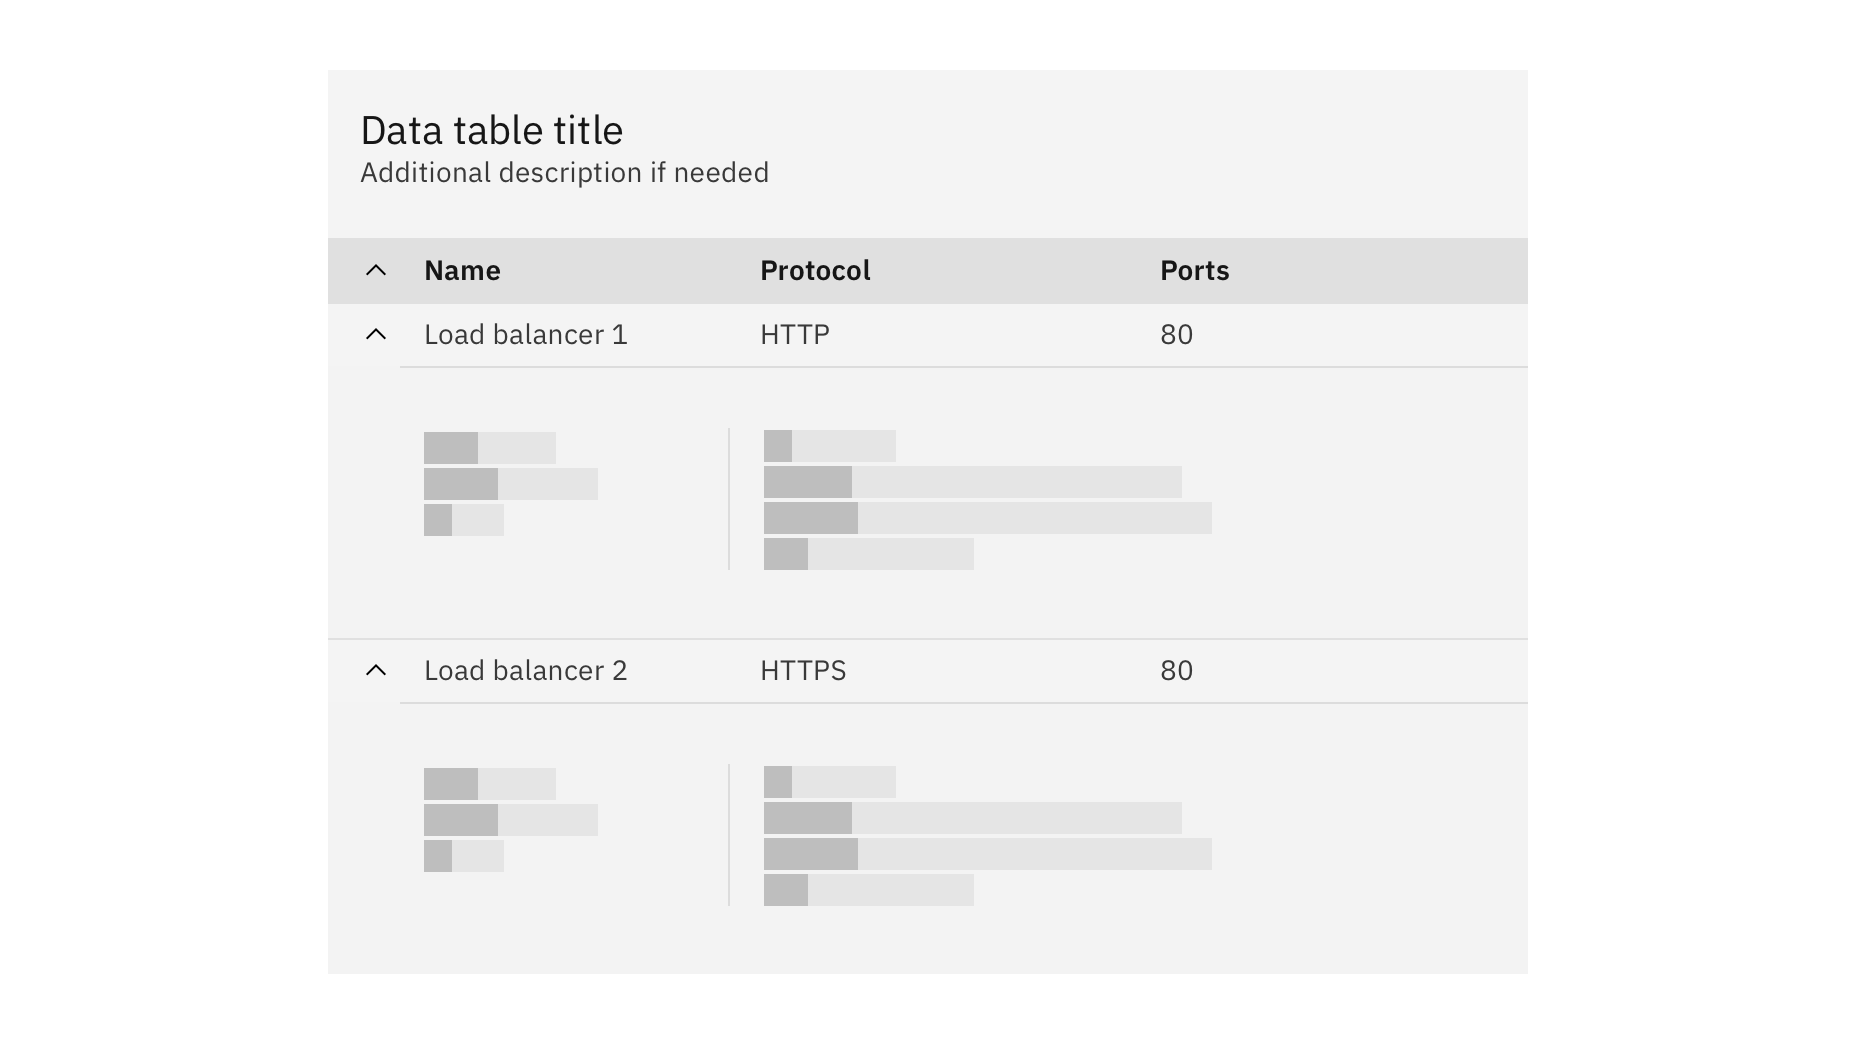 Data table title
Additional description if needed
Name Protocol Ports
Load balancer 1 HTTP 80
Load balancer 2 HTTPS 80